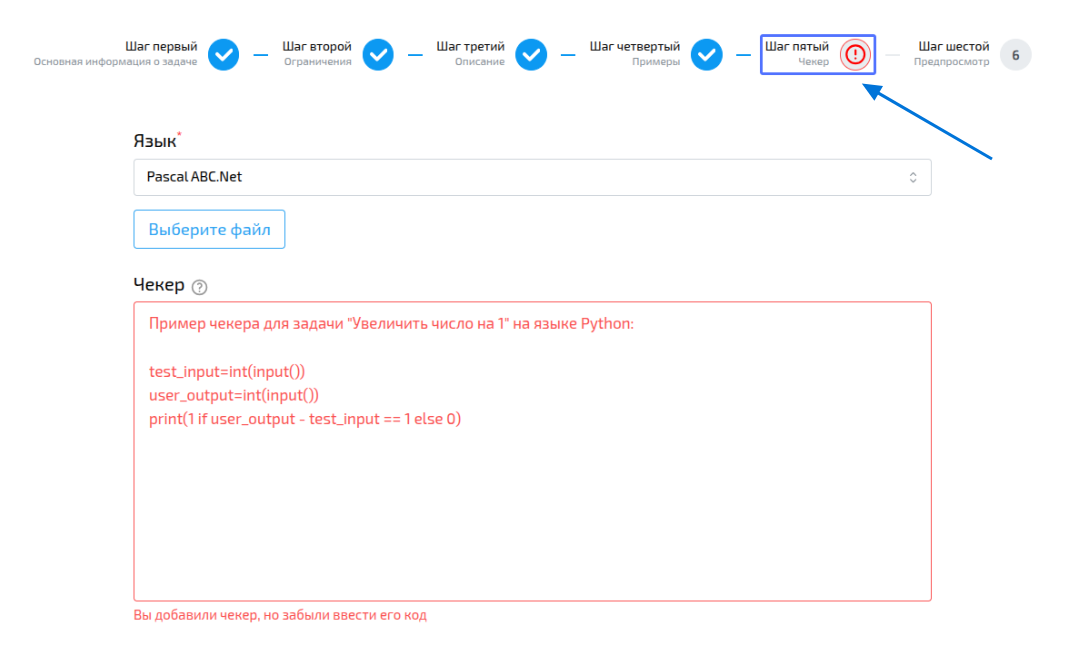 Шаг первый
Основная информация о задаче
Шаг второй
Ограничения
Шаг третий
Описание
Шаг четвертый
Примеры
Шаг пятый
Чекер
Шаг шестой
Предпросмотр
6
Язык*
Pascal ABC.Net
Выберите файл
Чекер ?
Пример чекера для задачи "Увеличить число на 1" на языке Python:
test_input=int(input())
user_output=int(input())
print(1 if user_output - test_input == 1 else 0)
Вы добавили чекер, но забыли ввести его код